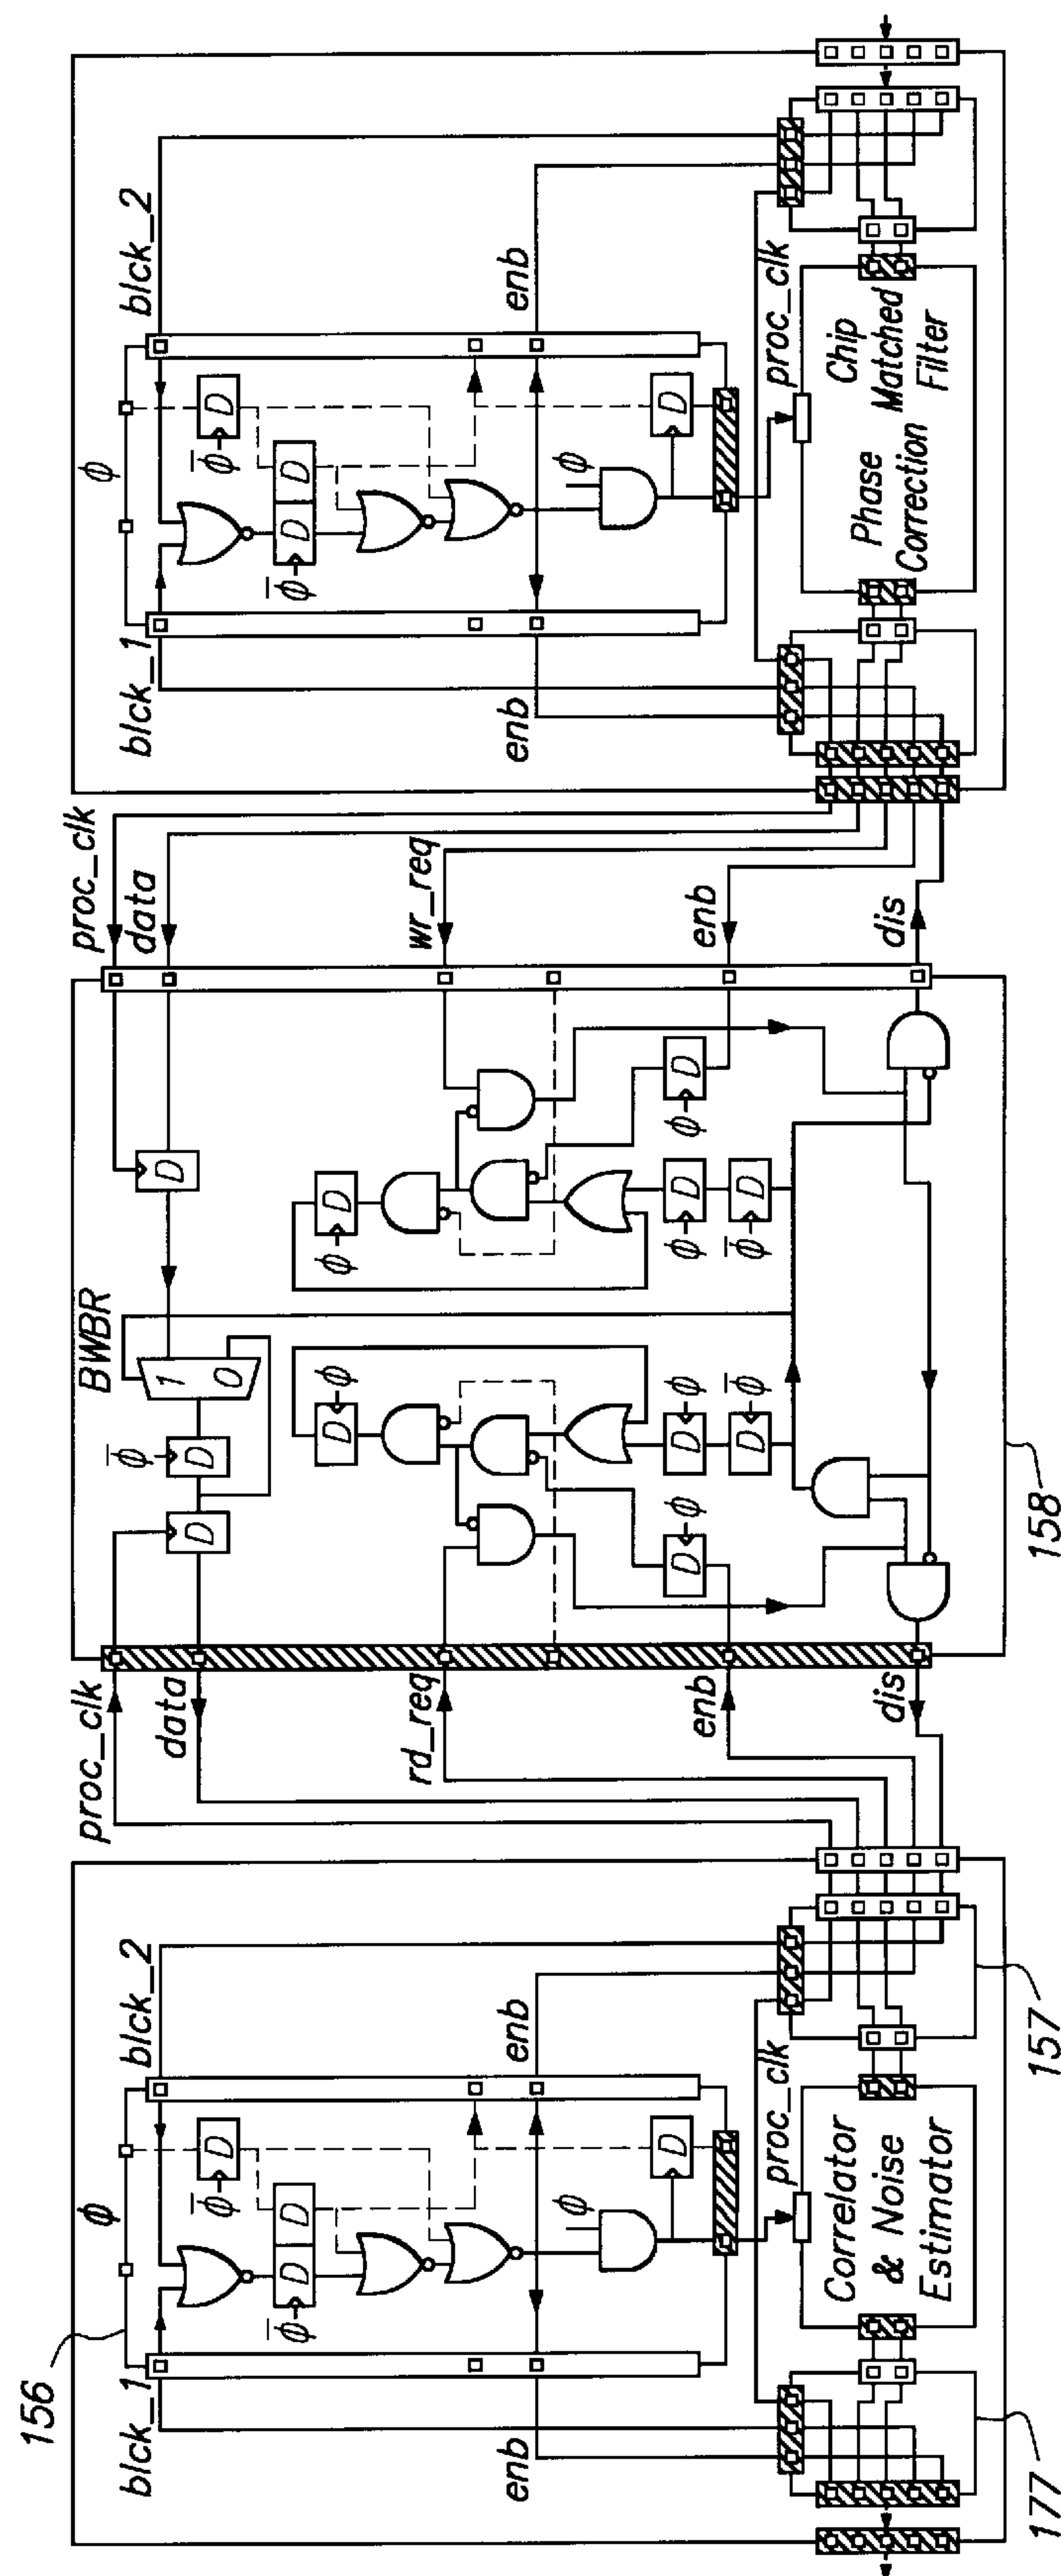 156
blck_1
ϕ
blck_2
ϕ̅
D
D
D
ϕ̅
enb
enb
ϕ
D
proc_clk
Correlator
& Noise
Estimator
177
157
proc_clk
data
rd_req
enb
dis
BWBR
1
0
ϕ̅
D
D
D
D
ϕ
D
ϕ
D
ϕ
D
ϕ
D
ϕ̅
D
ϕ
D
ϕ
D
ϕ̅
D
ϕ
158
proc_clk
data
wr_req
enb
dis
blck_1
ϕ
blck_2
ϕ̅
D
D
D
ϕ̅
enb
enb
ϕ
D
proc_clk
Chip
Phase Matched
Correction Filter